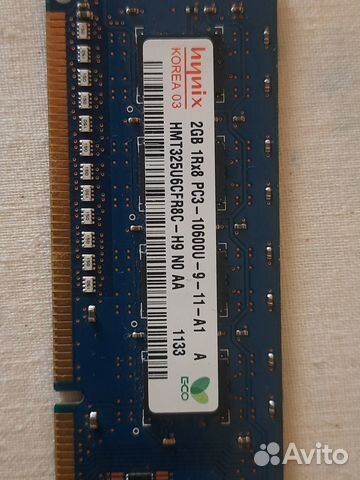 hynix
KOREA 03
2GB 1Rx8 PC3-10600U-9-11-A1 A
HMT325U6CFR8C-H9 N0 AA 1133
ECO
Avito